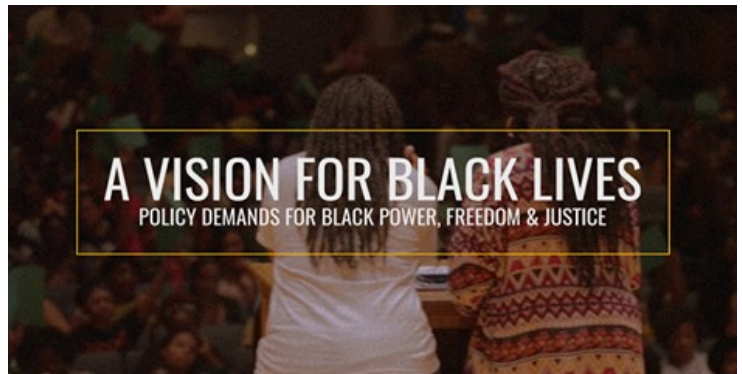 A VISION FOR BLACK LIVES
POLICY DEMANDS FOR BLACK POWER, FREEDOM & JUSTICE